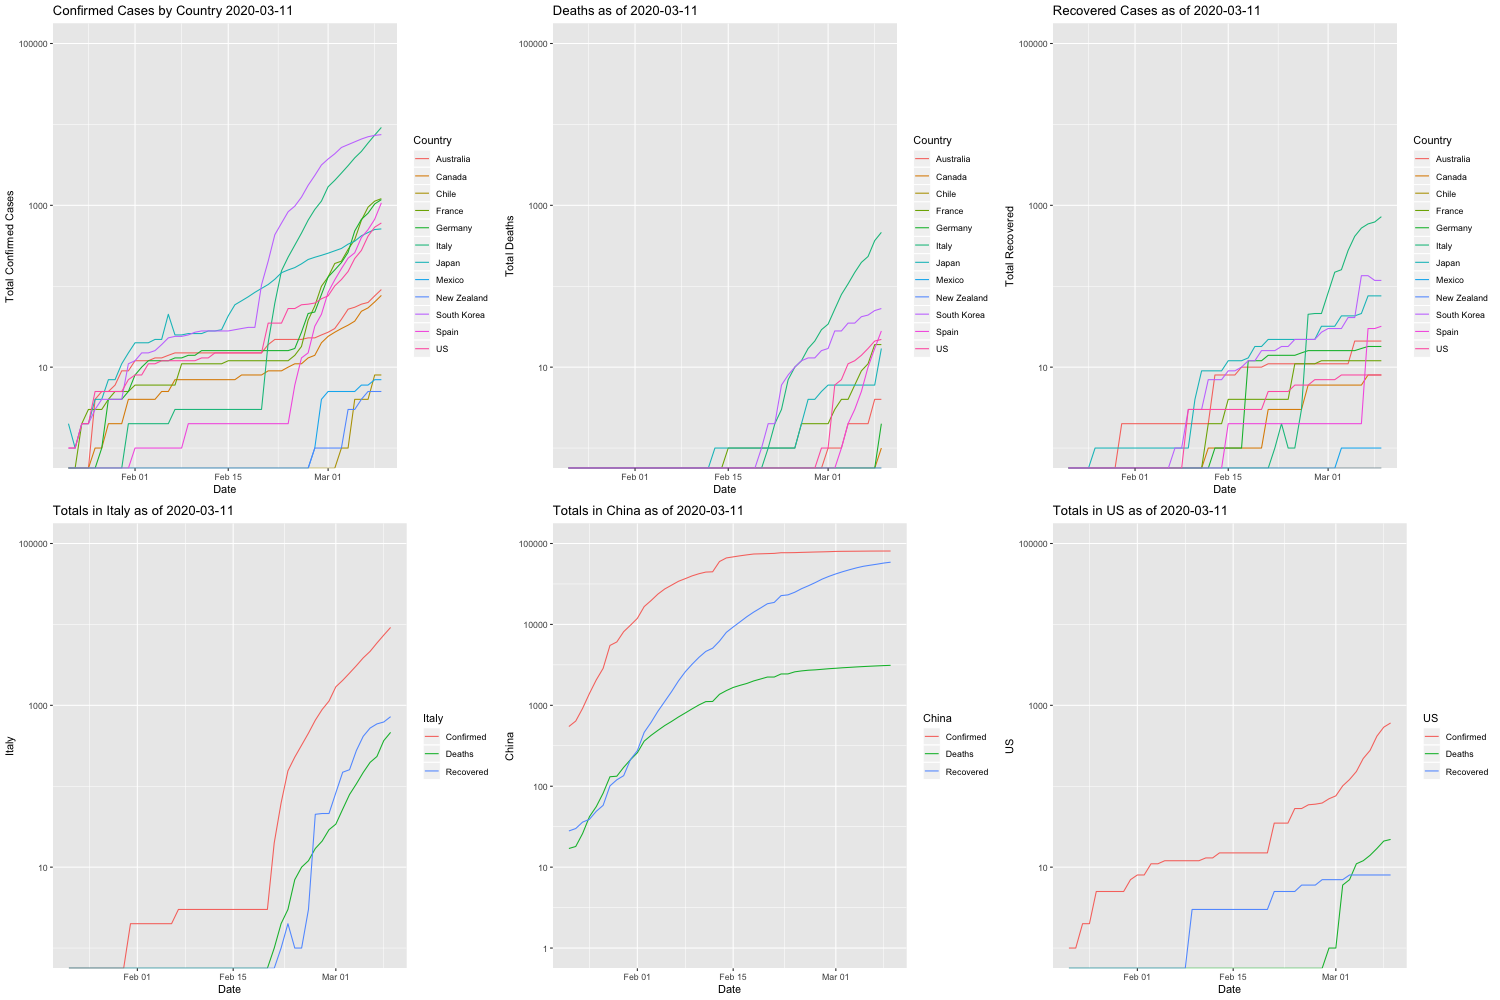 Confirmed Cases by Country 2020-03-11
Total Confirmed Cases
100000
1000
10
Feb 01 Feb 15 Mar 01
Date
Country
Australia
Canada
Chile
France
Germany
Italy
Japan
Mexico
New Zealand
South Korea
Spain
US
Deaths as of 2020-03-11
Total Deaths
100000
1000
10
Feb 01 Feb 15 Mar 01
Date
Country
Australia
Canada
Chile
France
Germany
Italy
Japan
Mexico
New Zealand
South Korea
Spain
US
Recovered Cases as of 2020-03-11
Total Recovered
100000
1000
10
Feb 01 Feb 15 Mar 01
Date
Country
Australia
Canada
Chile
France
Germany
Italy
Japan
Mexico
New Zealand
South Korea
Spain
US
Totals in Italy as of 2020-03-11
Italy
100000
1000
10
Feb 01 Feb 15 Mar 01
Date
Italy
Confirmed
Deaths
Recovered
Totals in China as of 2020-03-11
China
100000
10000
1000
100
10
1
Feb 01 Feb 15 Mar 01
Date
China
Confirmed
Deaths
Recovered
Totals in US as of 2020-03-11
US
100000
1000
10
Feb 01 Feb 15 Mar 01
Date
US
Confirmed
Deaths
Recovered